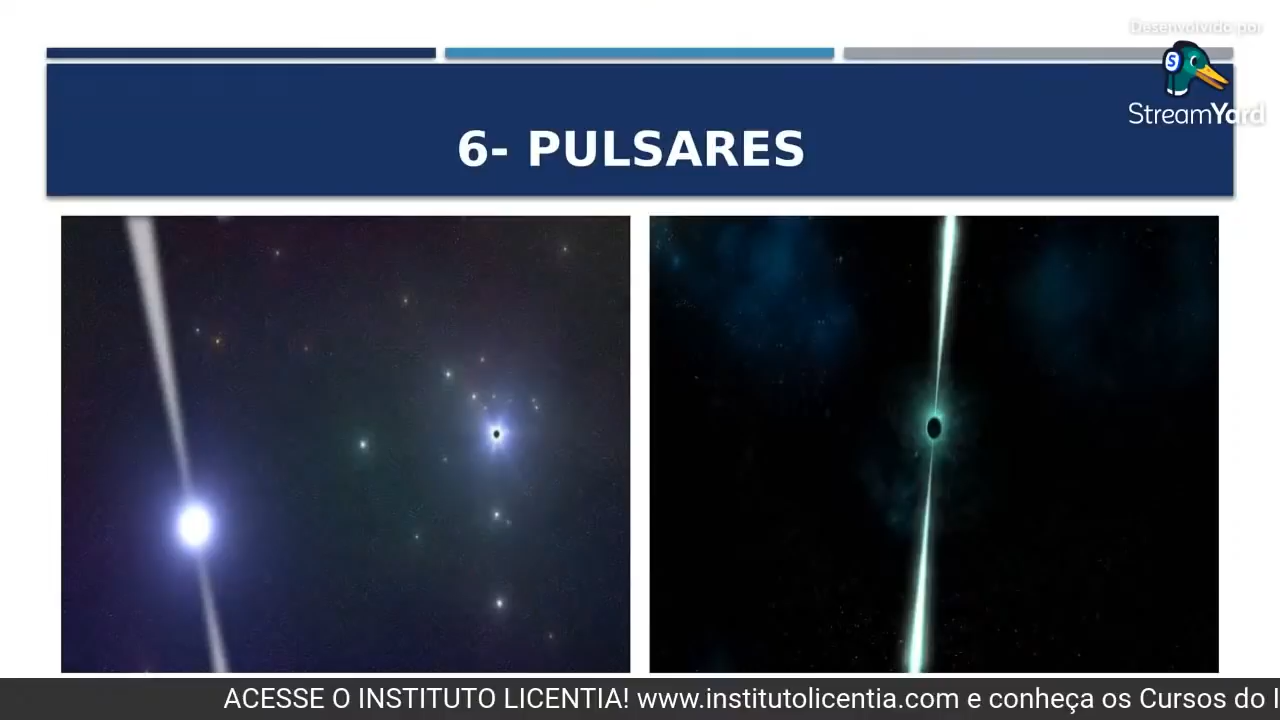 Desenvolvido por
S
StreamYard
6- PULSARES
ACESSE O INSTITUTO LICENTIA! www.institutolicentia.com e conheça os Cursos do I